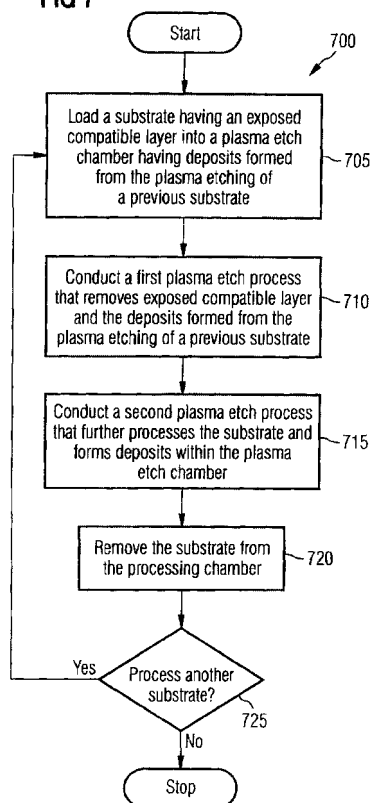 FIG 7
Start
700
Load a substrate having an exposed
compatible layer into a plasma etch
chamber having deposits formed
from the plasma etching of
a previous substrate
705
Conduct a first plasma etch process
that removes exposed compatible layer
and the deposits formed from the
plasma etching of a previous substrate
710
Conduct a second plasma etch process
that further processes the substrate and
forms deposits within the plasma
etch chamber
715
Remove the substrate from
the processing chamber
720
Yes
Process another
substrate?
725
No
Stop